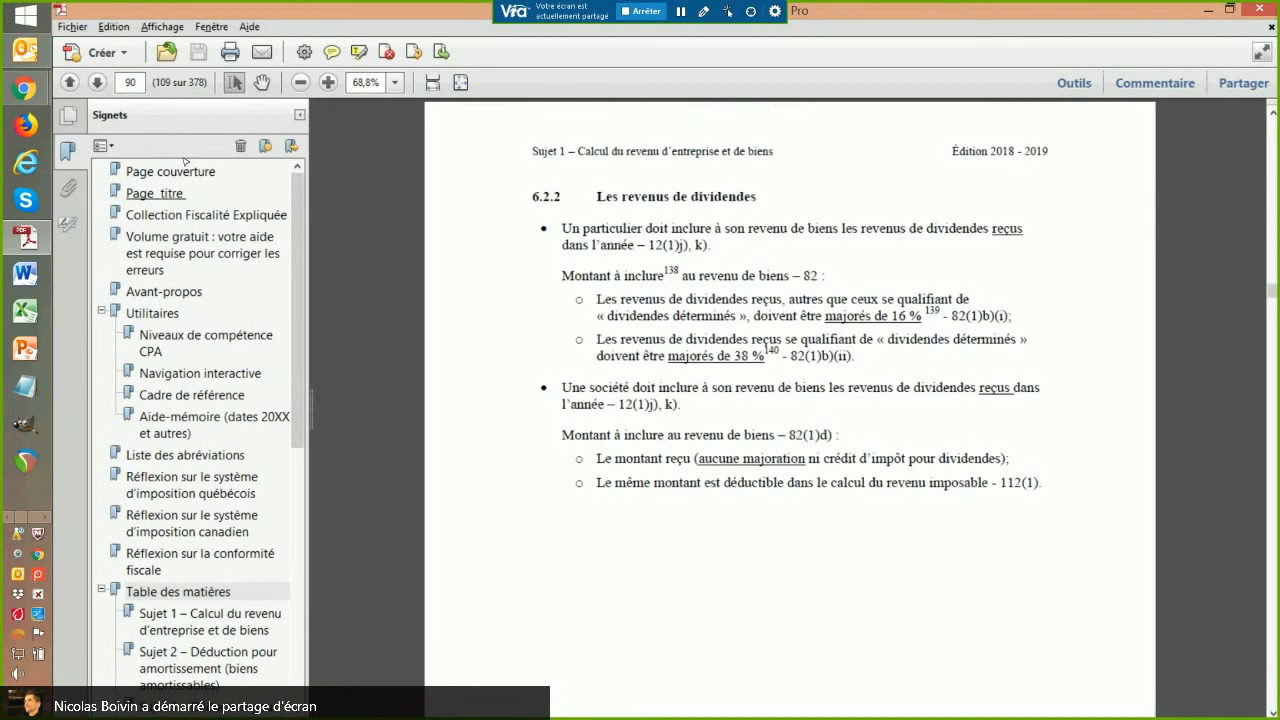 Votre écran est
actuellement partagé
Arrêter
Pro
Fichier Edition Affichage Fenêtre Aide
Créer
90 (109 sur 378) 68,8% Outils Commentaire Partager
Signets
Page couverture
Page titre
Collection Fiscalité Expliquée
Volume gratuit : votre aide
est requise pour corriger les
erreurs
Avant-propos
Utilitaires
Niveaux de compétence
CPA
Navigation interactive
Cadre de référence
Aide-mémoire (dates 20XX
et autres)
Liste des abréviations
Réflexion sur le système
d'imposition québécois
Réflexion sur le système
d'imposition canadien
Réflexion sur la conformité
fiscale
Table des matières
Sujet 1 – Calcul du revenu
d'entreprise et de biens
Sujet 2 – Déduction pour
amortissement (biens
amortissables)
Sujet 1 – Calcul du revenu d'entreprise et de biens Édition 2018 - 2019
6.2.2 Les revenus de dividendes
• Un particulier doit inclure à son revenu de biens les revenus de dividendes reçus
dans l'année – 12(1)j), k).
Montant à inclure138 au revenu de biens – 82 :
o Les revenus de dividendes reçus, autres que ceux se qualifiant de
« dividendes déterminés », doivent être majorés de 16 % 139 - 82(1)b)(i);
o Les revenus de dividendes reçus se qualifiant de « dividendes déterminés »
doivent être majorés de 38 %140 - 82(1)b)(ii).
• Une société doit inclure à son revenu de biens les revenus de dividendes reçus dans
l'année – 12(1)j), k).
Montant à inclure au revenu de biens – 82(1)d) :
o Le montant reçu (aucune majoration ni crédit d'impôt pour dividendes);
o Le même montant est déductible dans le calcul du revenu imposable - 112(1).
Nicolas Boivin a démarré le partage d'écran